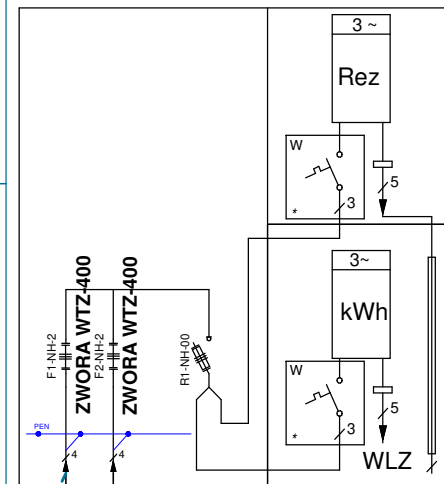 3 ~
Rez
W
*
3
5
3~
kWh
W
*
3
5
WLZ
F1-NH-2
ZWORA WTZ-400
F2-NH-2
ZWORA WTZ-400
R1-NH-00
PEN
4
4